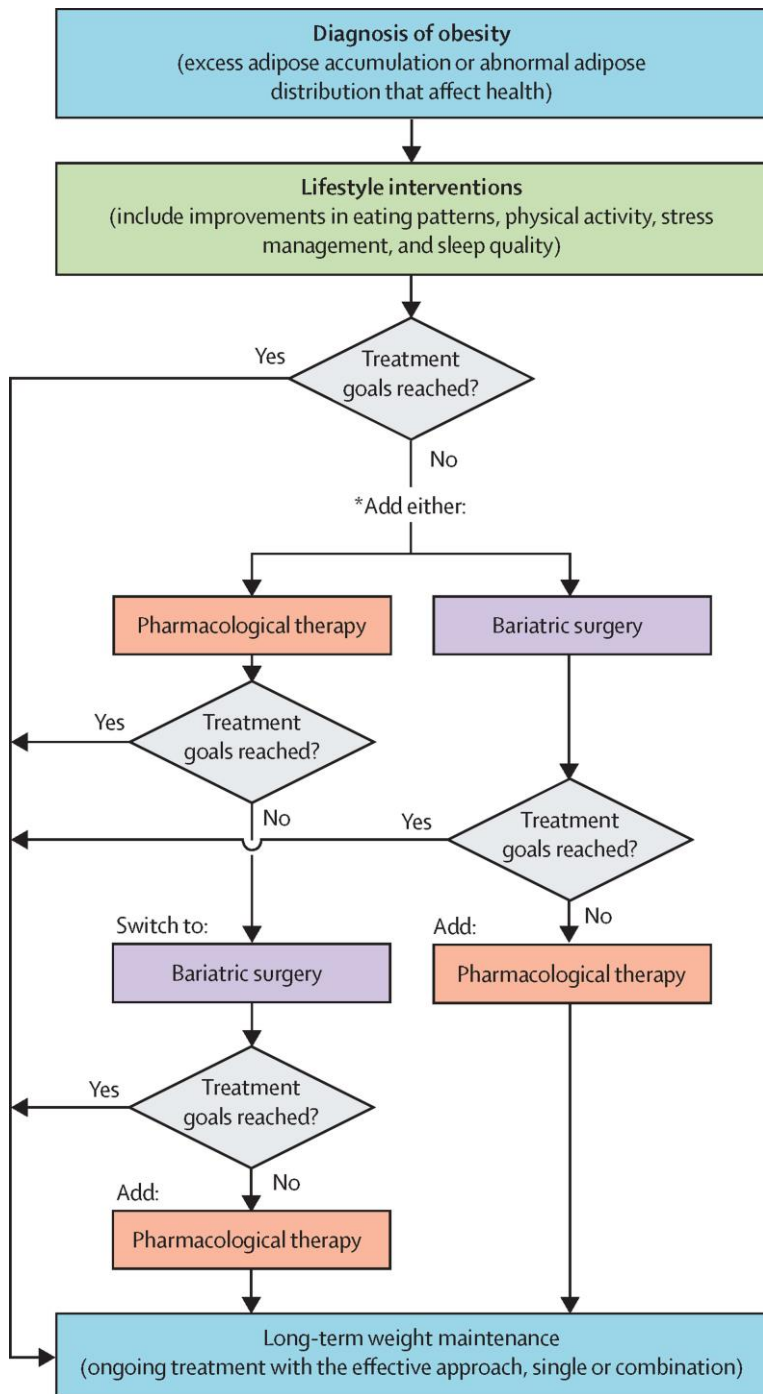 Diagnosis of obesity
(excess adipose accumulation or abnormal adipose
distribution that affect health)
Lifestyle interventions
(include improvements in eating patterns, physical activity, stress
management, and sleep quality)
Yes
Treatment
goals reached?
No
*Add either:
Pharmacological therapy
Bariatric surgery
Yes
Treatment
goals reached?
No
Yes
Treatment
goals reached?
No
Switch to:
Add:
Bariatric surgery
Pharmacological therapy
Yes
Treatment
goals reached?
No
Add:
Pharmacological therapy
Long-term weight maintenance
(ongoing treatment with the effective approach, single or combination)